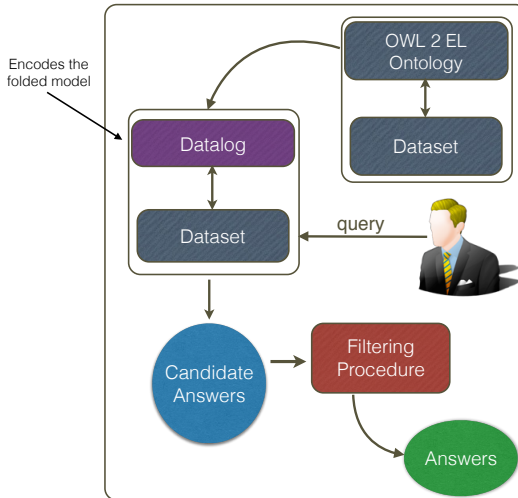 OWL 2 EL
Ontology
Encodes the
folded model
Datalog
Dataset
Dataset
query
Candidate
Answers
Filtering
Procedure
Answers